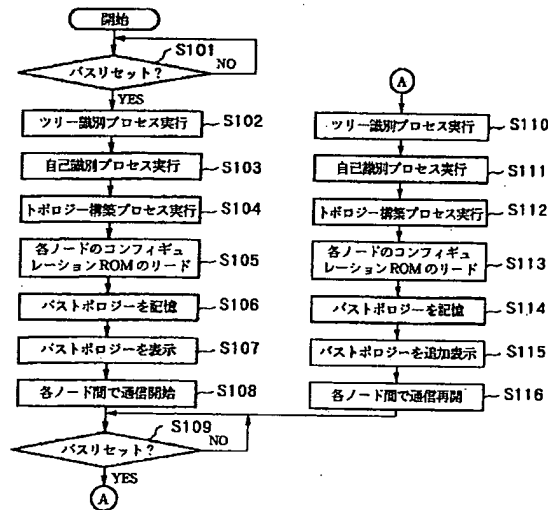 開始
S101
バスリセット?
NO
YES
ツリー識別プロセス実行
S102
自己識別プロセス実行
S103
トポロジー構築プロセス実行
S104
各ノードのコンフィギュ
レーションROMのリード
S105
バストポロジーを記憶
S106
バストポロジーを表示
S107
各ノード間で通信開始
S108
S109
バスリセット?
NO
YES
A
A
ツリー識別プロセス実行
S110
自己識別プロセス実行
S111
トポロジー構築プロセス実行
S112
各ノードのコンフィギュ
レーションROMのリード
S113
バストポロジーを記憶
S114
バストポロジーを追加表示
S115
各ノード間で通信再開
S116